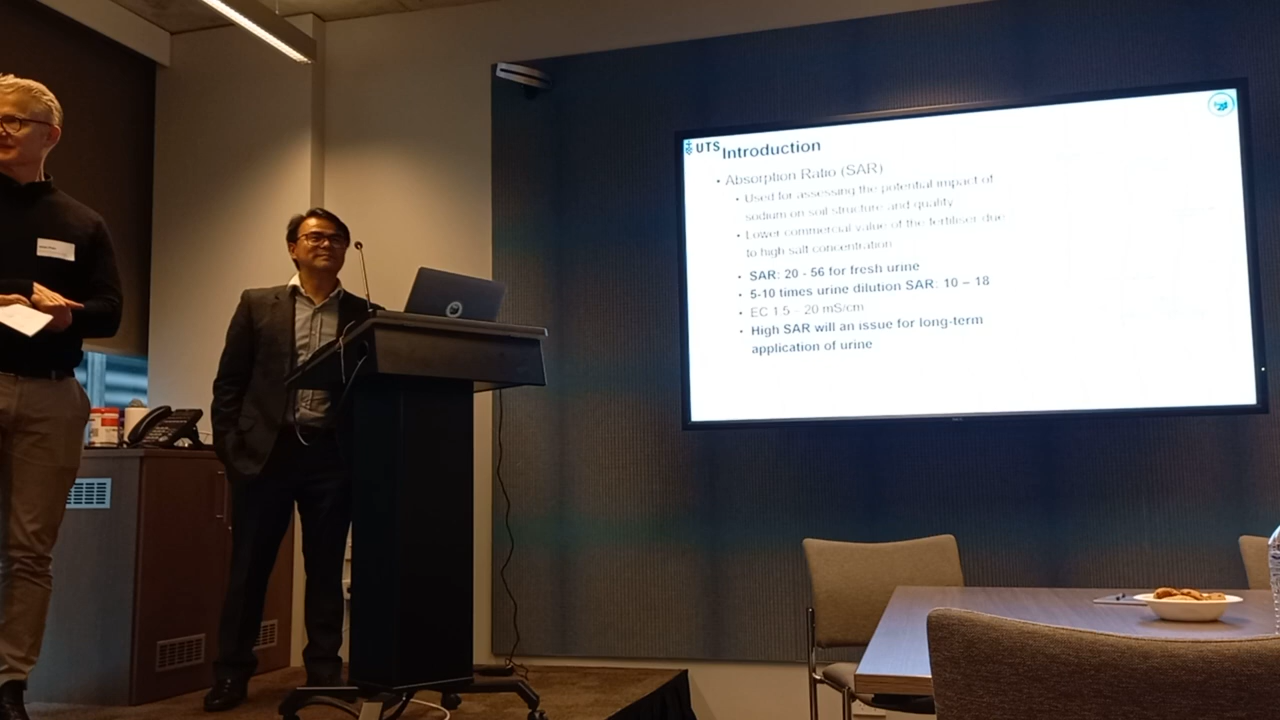 UTS
Introduction
• Absorption Ratio (SAR)
• Used for assessing the potential impact of
sodium on soil structure and quality
• Lower commercial value of the fertiliser due
to high salt concentration
• SAR: 20 - 56 for fresh urine
• 5-10 times urine dilution SAR: 10 – 18
• EC 1.5 - 20 mS/cm
• High SAR will an issue for long-term
application of urine